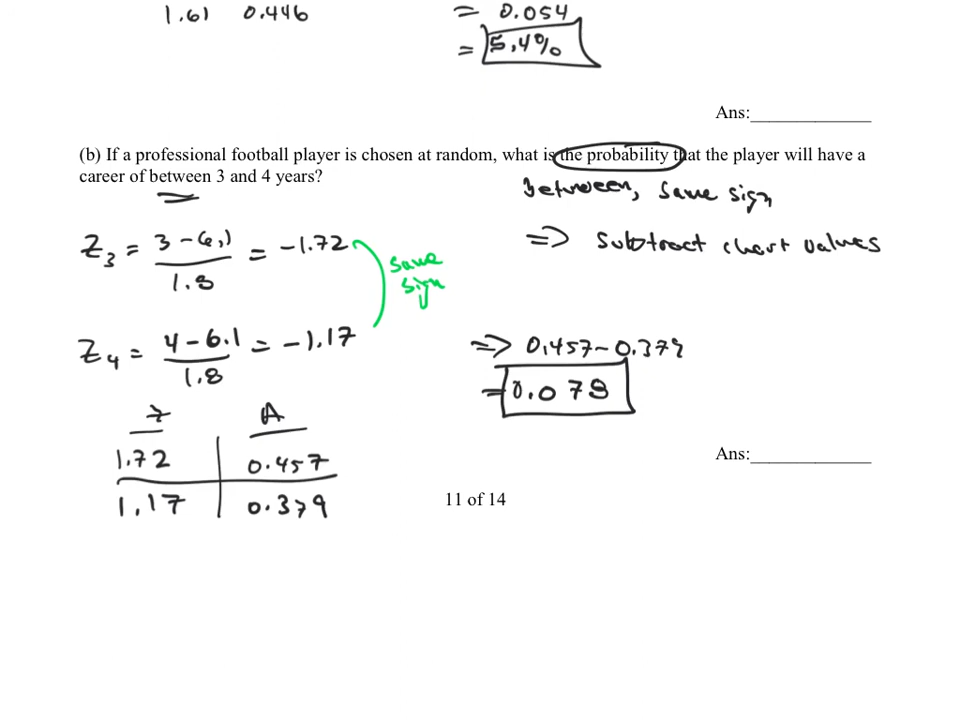 1.61 0.446 = 0.054
= 5.4%
Ans:_____________
(b) If a professional football player is chosen at random, what is the probability that the player will have a
career of between 3 and 4 years?
Between, same sign
=> subtract chart values
Z3 = 3 - 6.1 / 1.8 = -1.72
same
sign
Z4 = 4 - 6.1 / 1.8 = -1.17
=> 0.457 - 0.379
= 0.078
z A
1.72 0.457
1.17 0.379
Ans:_____________
11 of 14